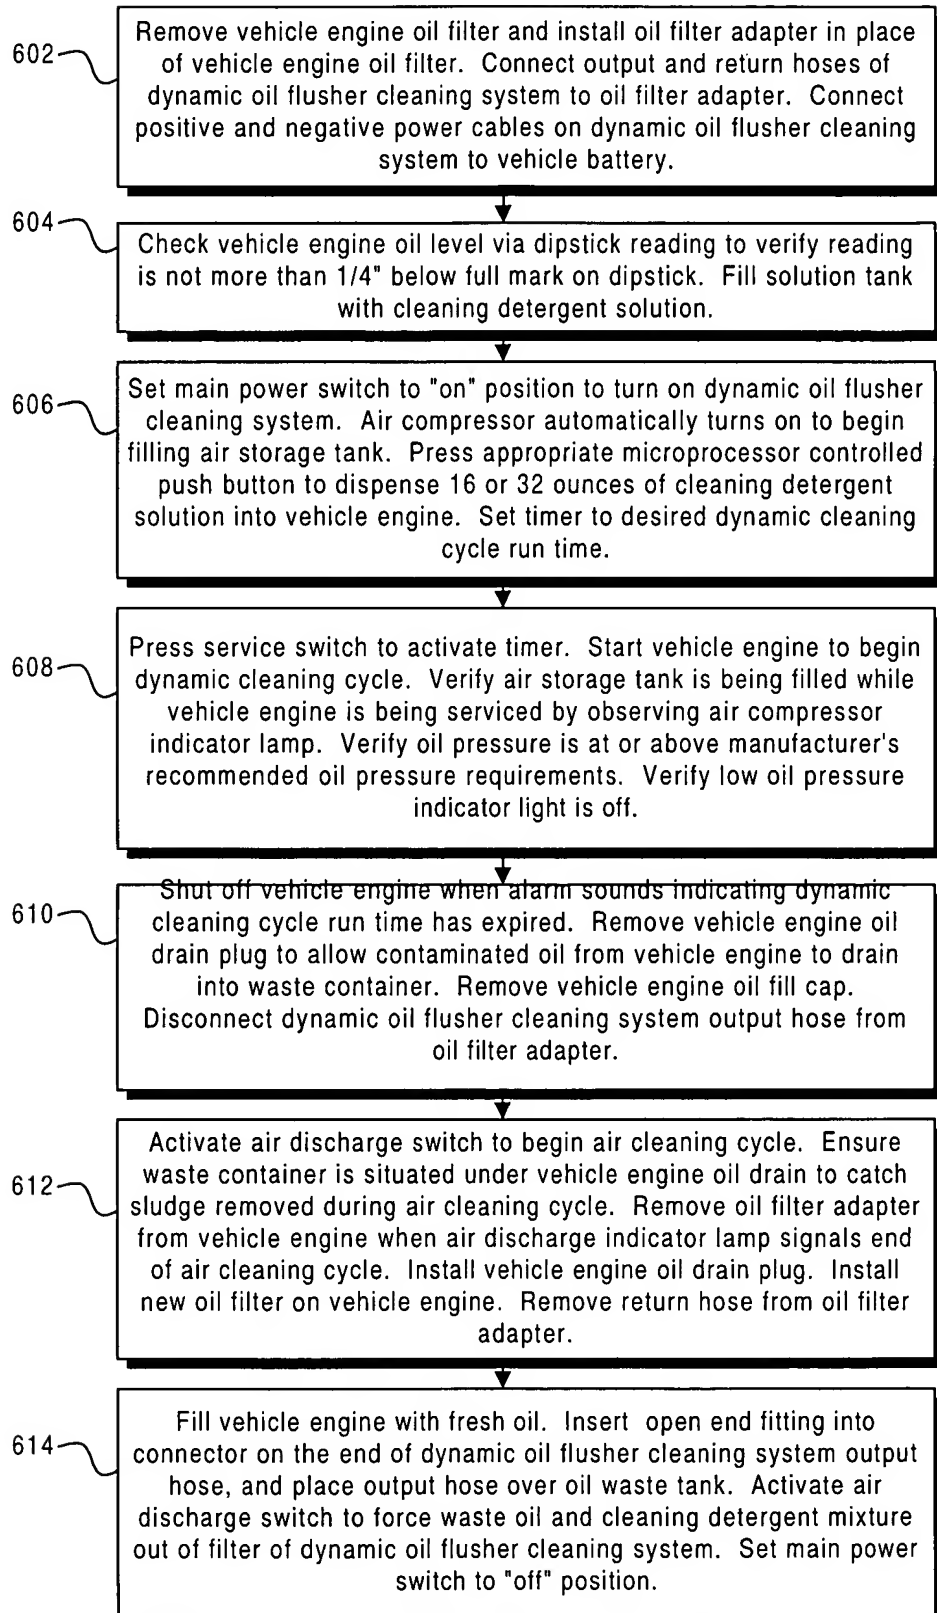 602
Remove vehicle engine oil filter and install oil filter adapter in place
of vehicle engine oil filter. Connect output and return hoses of
dynamic oil flusher cleaning system to oil filter adapter. Connect
positive and negative power cables on dynamic oil flusher cleaning
system to vehicle battery.
604
Check vehicle engine oil level via dipstick reading to verify reading
is not more than 1/4" below full mark on dipstick. Fill solution tank
with cleaning detergent solution.
606
Set main power switch to "on" position to turn on dynamic oil flusher
cleaning system. Air compressor automatically turns on to begin
filling air storage tank. Press appropriate microprocessor controlled
push button to dispense 16 or 32 ounces of cleaning detergent
solution into vehicle engine. Set timer to desired dynamic cleaning
cycle run time.
608
Press service switch to activate timer. Start vehicle engine to begin
dynamic cleaning cycle. Verify air storage tank is being filled while
vehicle engine is being serviced by observing air compressor
indicator lamp. Verify oil pressure is at or above manufacturer's
recommended oil pressure requirements. Verify low oil pressure
indicator light is off.
610
Shut off vehicle engine when alarm sounds indicating dynamic
cleaning cycle run time has expired. Remove vehicle engine oil
drain plug to allow contaminated oil from vehicle engine to drain
into waste container. Remove vehicle engine oil fill cap.
Disconnect dynamic oil flusher cleaning system output hose from
oil filter adapter.
612
Activate air discharge switch to begin air cleaning cycle. Ensure
waste container is situated under vehicle engine oil drain to catch
sludge removed during air cleaning cycle. Remove oil filter adapter
from vehicle engine when air discharge indicator lamp signals end
of air cleaning cycle. Install vehicle engine oil drain plug. Install
new oil filter on vehicle engine. Remove return hose from oil filter
adapter.
614
Fill vehicle engine with fresh oil. Insert open end fitting into
connector on the end of dynamic oil flusher cleaning system output
hose, and place output hose over oil waste tank. Activate air
discharge switch to force waste oil and cleaning detergent mixture
out of filter of dynamic oil flusher cleaning system. Set main power
switch to "off" position.